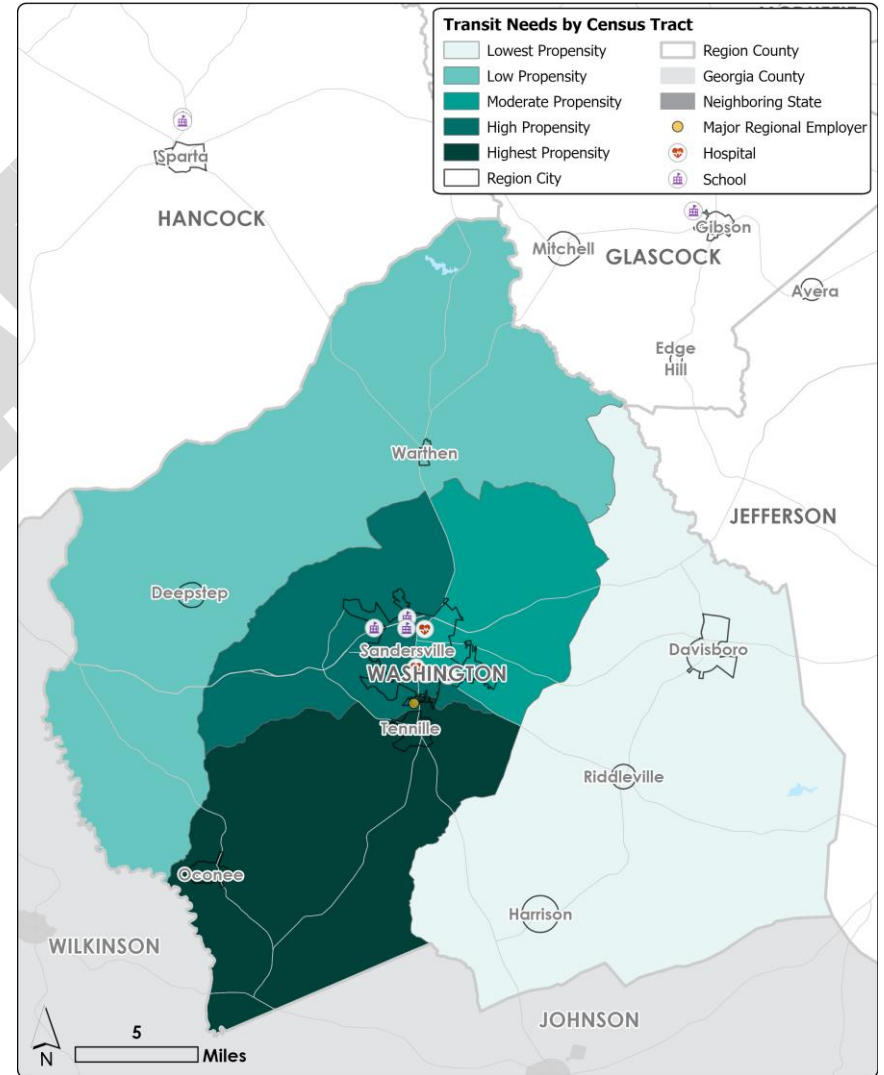 Transit Needs by Census Tract
Lowest Propensity
Low Propensity
Moderate Propensity
High Propensity
Highest Propensity
Region City
Region County
Georgia County
Neighboring State
Major Regional Employer
Hospital
School
Sparta
HANCOCK
Gibson
Mitchell
GLASCOCK
Avera
Edge
Hill
Warthen
JEFFERSON
Deepstep
Sandersville
Davisboro
WASHINGTON
Tennille
Riddleville
Oconee
Harrison
WILKINSON
JOHNSON
N
5
Miles